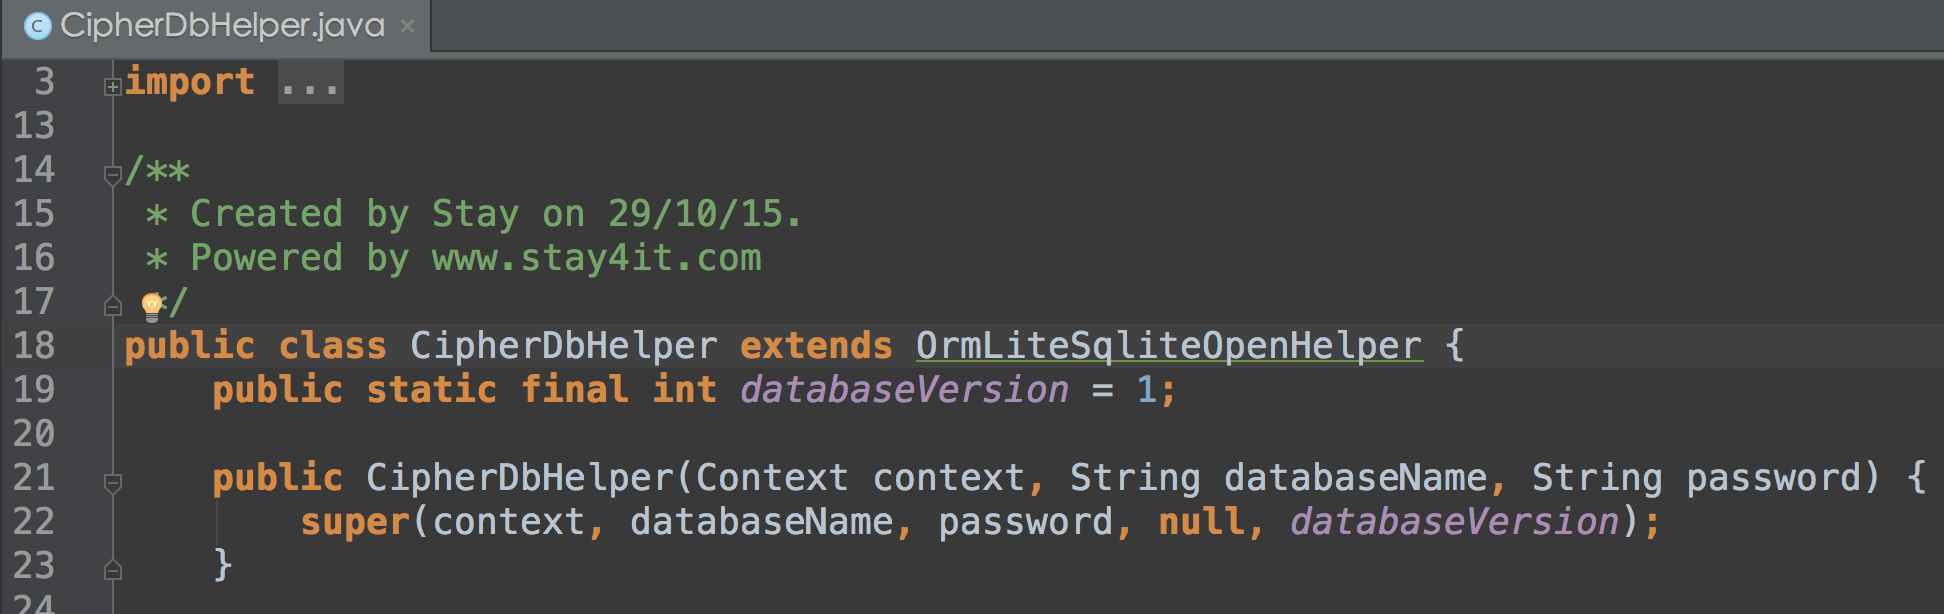 CipherDbHelper.java
3 import ...
13
14 /**
15 * Created by Stay on 29/10/15.
16 * Powered by www.stay4it.com
17 */
18 public class CipherDbHelper extends OrmLiteSqliteOpenHelper {
19 public static final int databaseVersion = 1;
20
21 public CipherDbHelper(Context context, String databaseName, String password) {
22 super(context, databaseName, password, null, databaseVersion);
23 }
24